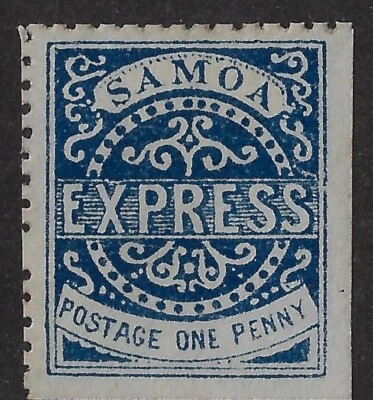 SAMOA
EXPRESS
POSTAGE ONE PENNY